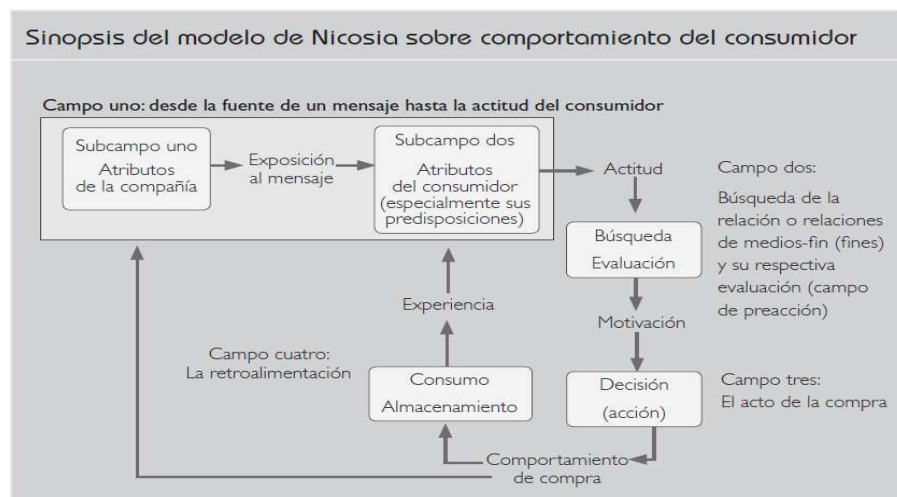 Sinopsis del modelo de Nicosia sobre comportamiento del consumidor
Campo uno: desde la fuente de un mensaje hasta la actitud del consumidor
Subcampo uno
Atributos
de la compañía
Exposición
al mensaje
Subcampo dos
Atributos
del consumidor
(especialmente sus
predisposiciones)
Actitud
Campo dos:
Búsqueda de la
relación o relaciones
de medios-fin (fines)
y su respectiva
evaluación (campo
de preacción)
Búsqueda
Evaluación
Motivación
Experiencia
Campo cuatro:
La retroalimentación
Consumo
Almacenamiento
Decisión
(acción)
Campo tres:
El acto de la compra
Comportamiento
de compra